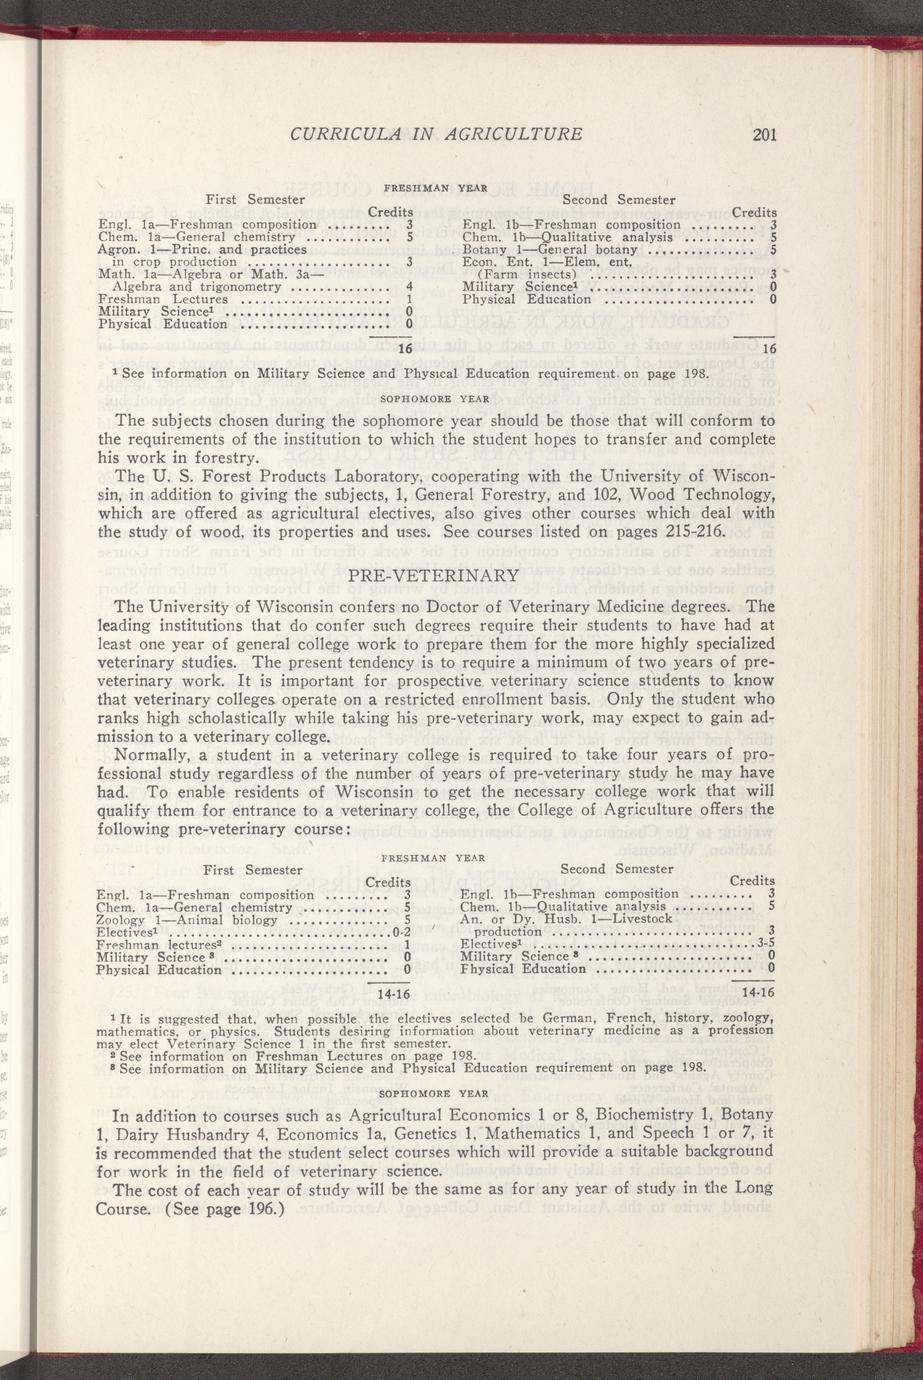 CURRICULA IN AGRICULTURE 201
FRESHMAN YEAR
First Semester
Credits
Engl. 1a—Freshman composition ......... 3
Chem. 1a—General chemistry ............ 5
Agron. 1—Princ. and practices
in crop production .................... 3
Math. 1a—Algebra or Math. 3a—
Algebra and trigonometry .............. 4
Freshman Lectures ..................... 1
Military Science¹ ....................... 0
Physical Education ..................... 0
16
Second Semester
Credits
Engl. 1b—Freshman composition ......... 3
Chem. 1b—Qualitative analysis .......... 5
Botany 1—General botany ............... 5
Econ. Ent. 1—Elem. ent.
(Farm insects) ........................ 3
Military Science¹ ........................ 0
Physical Education ..................... 0
16
¹ See information on Military Science and Physical Education requirement on page 198.
SOPHOMORE YEAR
The subjects chosen during the sophomore year should be those that will conform to
the requirements of the institution to which the student hopes to transfer and complete
his work in forestry.
The U. S. Forest Products Laboratory, cooperating with the University of Wiscon-
sin, in addition to giving the subjects, 1, General Forestry, and 102, Wood Technology,
which are offered as agricultural electives, also gives other courses which deal with
the study of wood, its properties and uses. See courses listed on pages 215-216.
PRE-VETERINARY
The University of Wisconsin confers no Doctor of Veterinary Medicine degrees. The
leading institutions that do confer such degrees require their students to have had at
least one year of general college work to prepare them for the more highly specialized
veterinary studies. The present tendency is to require a minimum of two years of pre-
veterinary work. It is important for prospective veterinary science students to know
that veterinary colleges operate on a restricted enrollment basis. Only the student who
ranks high scholastically while taking his pre-veterinary work, may expect to gain ad-
mission to a veterinary college.
Normally, a student in a veterinary college is required to take four years of pro-
fessional study regardless of the number of years of pre-veterinary study he may have
had. To enable residents of Wisconsin to get the necessary college work that will
qualify them for entrance to a veterinary college, the College of Agriculture offers the
following pre-veterinary course:
FRESHMAN YEAR
First Semester
Credits
Engl. 1a—Freshman composition ......... 3
Chem. 1a—General chemistry ............ 5
Zoology 1—Animal biology .............. 5
Electives¹ ..............................0-2
Freshman lectures² ...................... 1
Military Science ³ ....................... 0
Physical Education ...................... 0
14-16
Second Semester
Credits
Engl. 1b—Freshman composition ......... 3
Chem. 1b—Qualitative analysis ........... 5
An. or Dy. Husb. 1—Livestock
production ............................ 3
Electives¹ ................................3-5
Military Science ³ ........................ 0
Physical Education ...................... 0
14-16
¹ It is suggested that, when possible the electives selected be German, French, history, zoology,
mathematics, or physics. Students desiring information about veterinary medicine as a profession
may elect Veterinary Science 1 in the first semester.
² See information on Freshman Lectures on page 198.
³ See information on Military Science and Physical Education requirement on page 198.
SOPHOMORE YEAR
In addition to courses such as Agricultural Economics 1 or 8, Biochemistry 1, Botany
1, Dairy Husbandry 4, Economics 1a, Genetics 1, Mathematics 1, and Speech 1 or 7, it
is recommended that the student select courses which will provide a suitable background
for work in the field of veterinary science.
The cost of each year of study will be the same as for any year of study in the Long
Course. (See page 196.)